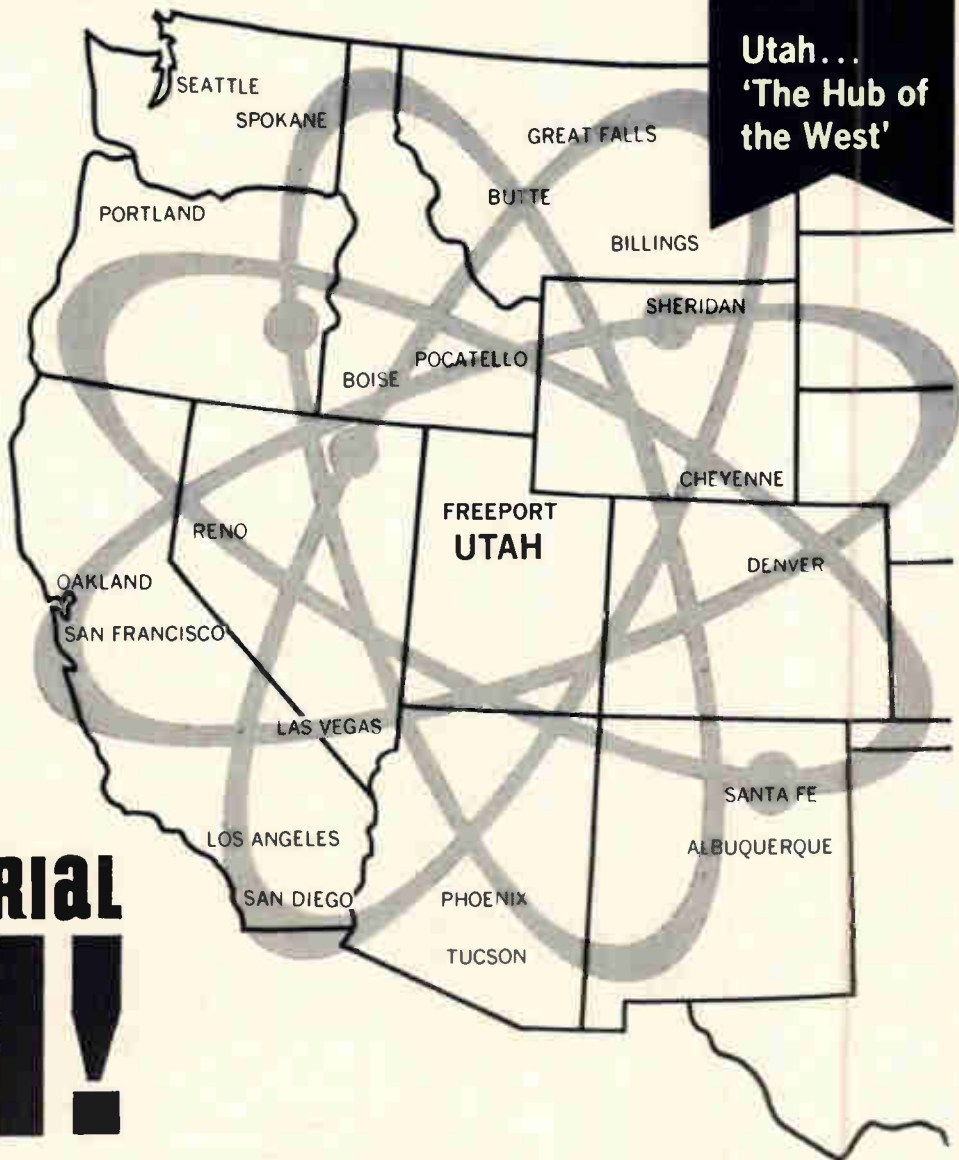 Utah...
'The Hub of
the West'
SEATTLE
SPOKANE
GREAT FALLS
BUTTE
PORTLAND
BILLINGS
SHERIDAN
POCATELLO
BOISE
CHEYENNE
FREEPORT
UTAH
RENO
DENVER
OAKLAND
SAN FRANCISCO
LAS VEGAS
SANTA FE
LOS ANGELES
ALBUQUERQUE
SAN DIEGO
PHOENIX
TUCSON
RIAL
!